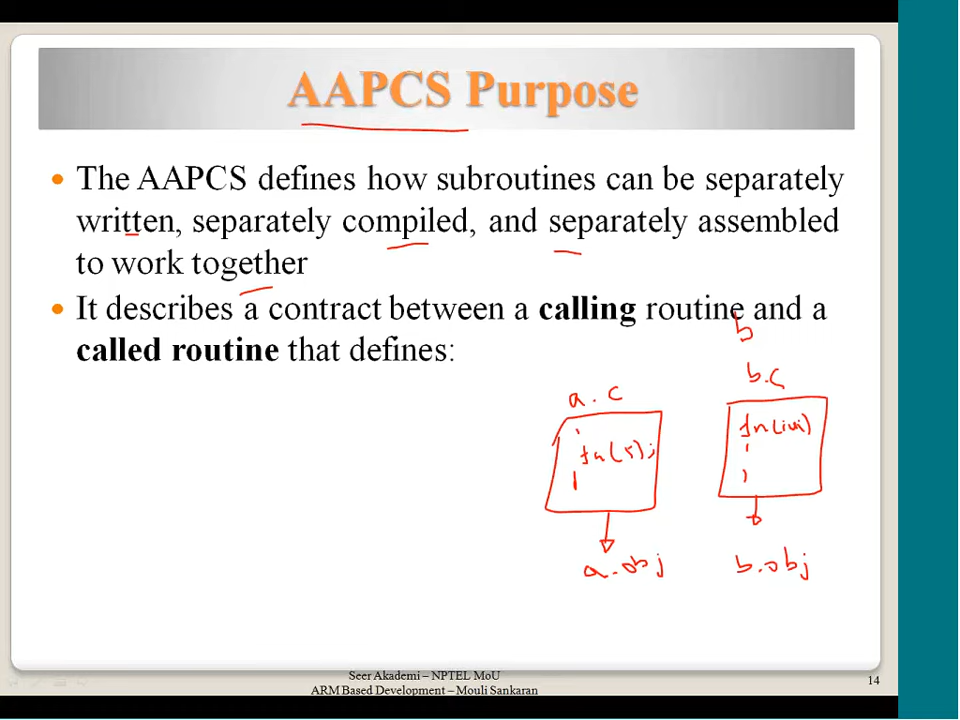 AAPCS Purpose
• The AAPCS defines how subroutines can be separately
written, separately compiled, and separately assembled
to work together
• It describes a contract between a calling routine and a
called routine that defines:
b
a.c
b.c
fn(5);
a.obj
b.obj
Seer Akademi – NPTEL MoU
ARM Based Development – Mouli Sankaran
14